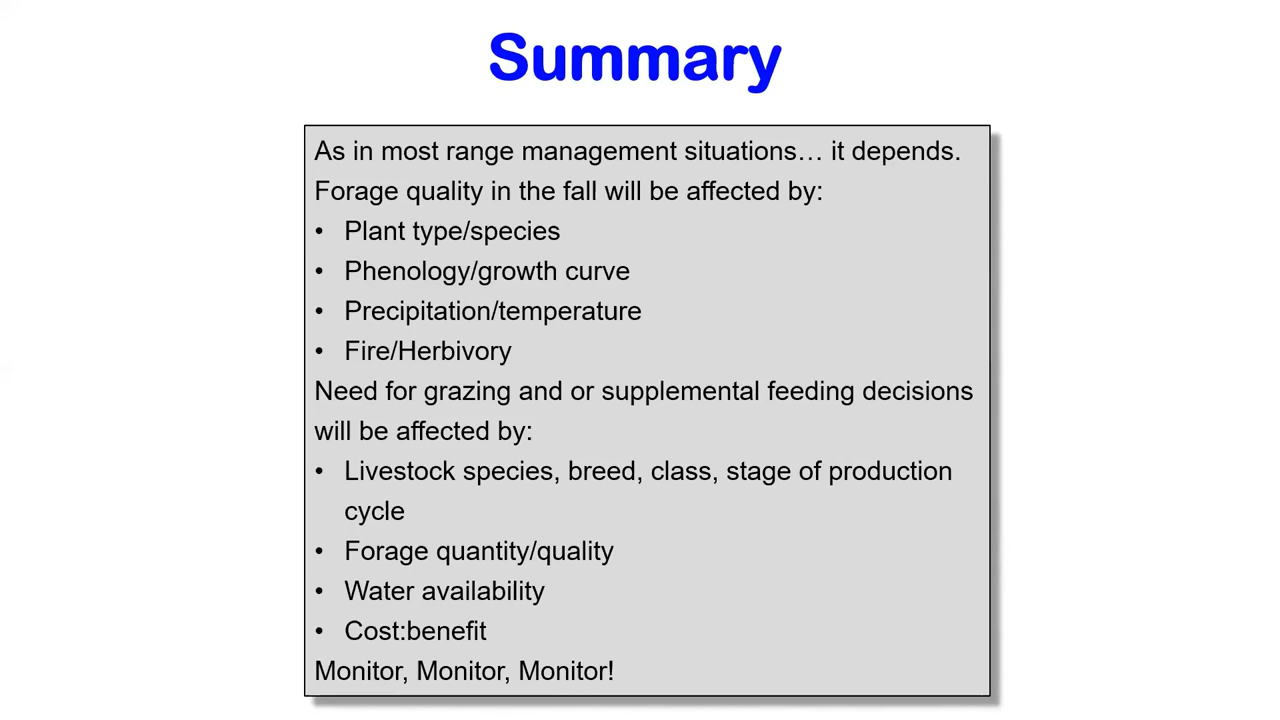 Summary
As in most range management situations… it depends.
Forage quality in the fall will be affected by:
• Plant type/species
• Phenology/growth curve
• Precipitation/temperature
• Fire/Herbivory
Need for grazing and or supplemental feeding decisions
will be affected by:
• Livestock species, breed, class, stage of production
cycle
• Forage quantity/quality
• Water availability
• Cost:benefit
Monitor, Monitor, Monitor!